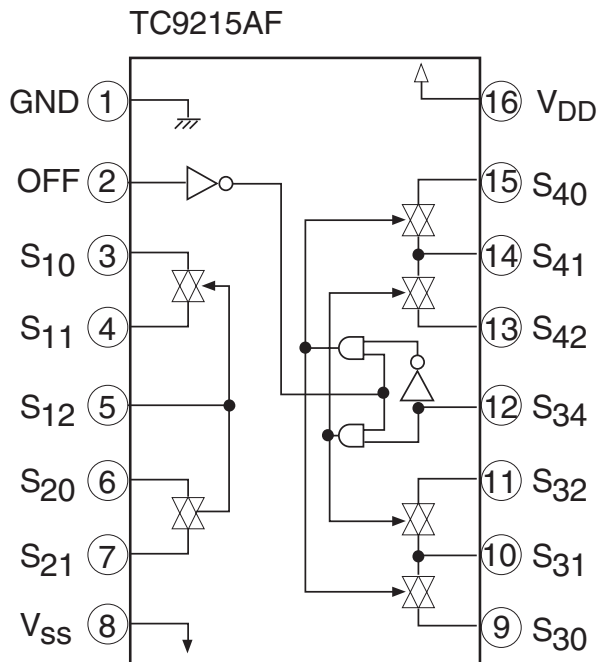 TC9215AF
GND 1
16 VDD
OFF 2
15 S40
S10 3
14 S41
S11 4
13 S42
S12 5
12 S34
S20 6
11 S32
S21 7
10 S31
VSS 8
9 S30